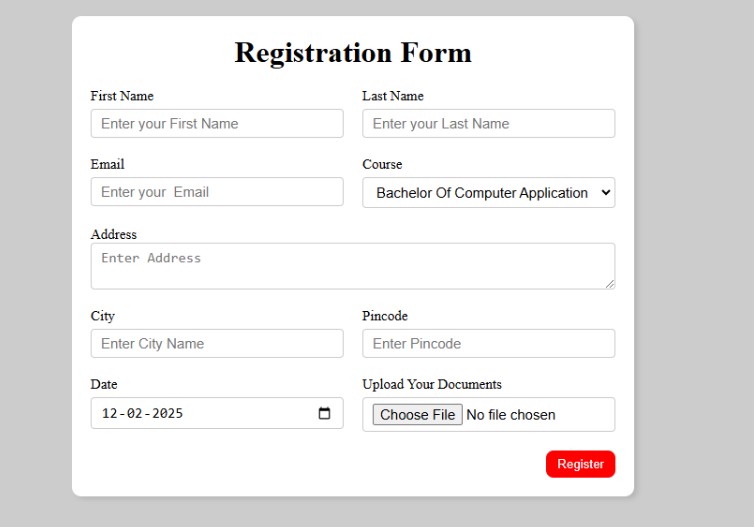 Registration Form
First Name Last Name
Enter your First Name Enter your Last Name
Email Course
Enter your  Email Bachelor Of Computer Application
Address
Enter Address
City Pincode
Enter City Name Enter Pincode
Date Upload Your Documents
12-02-2025 Choose File No file chosen
Register